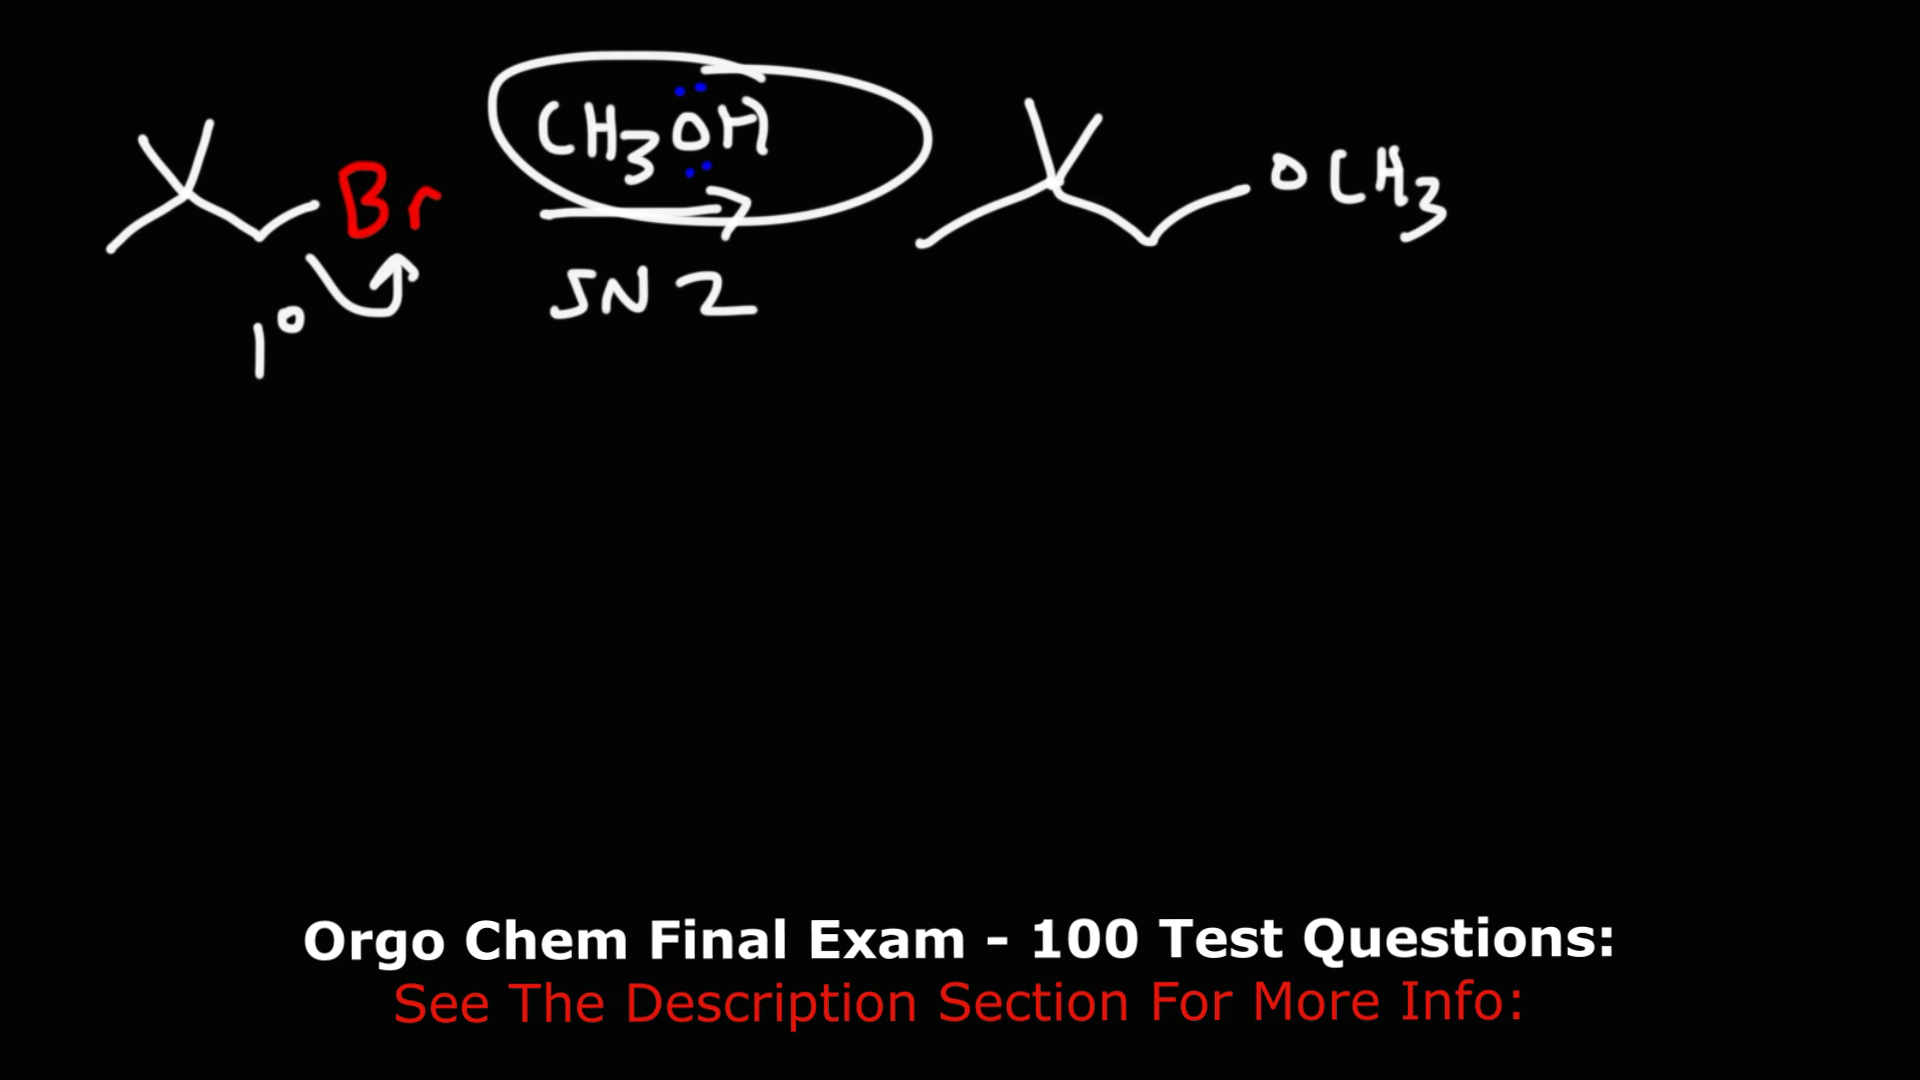 CH3OH
Br
OCH3
SN2
1°
Orgo Chem Final Exam - 100 Test Questions:
See The Description Section For More Info: